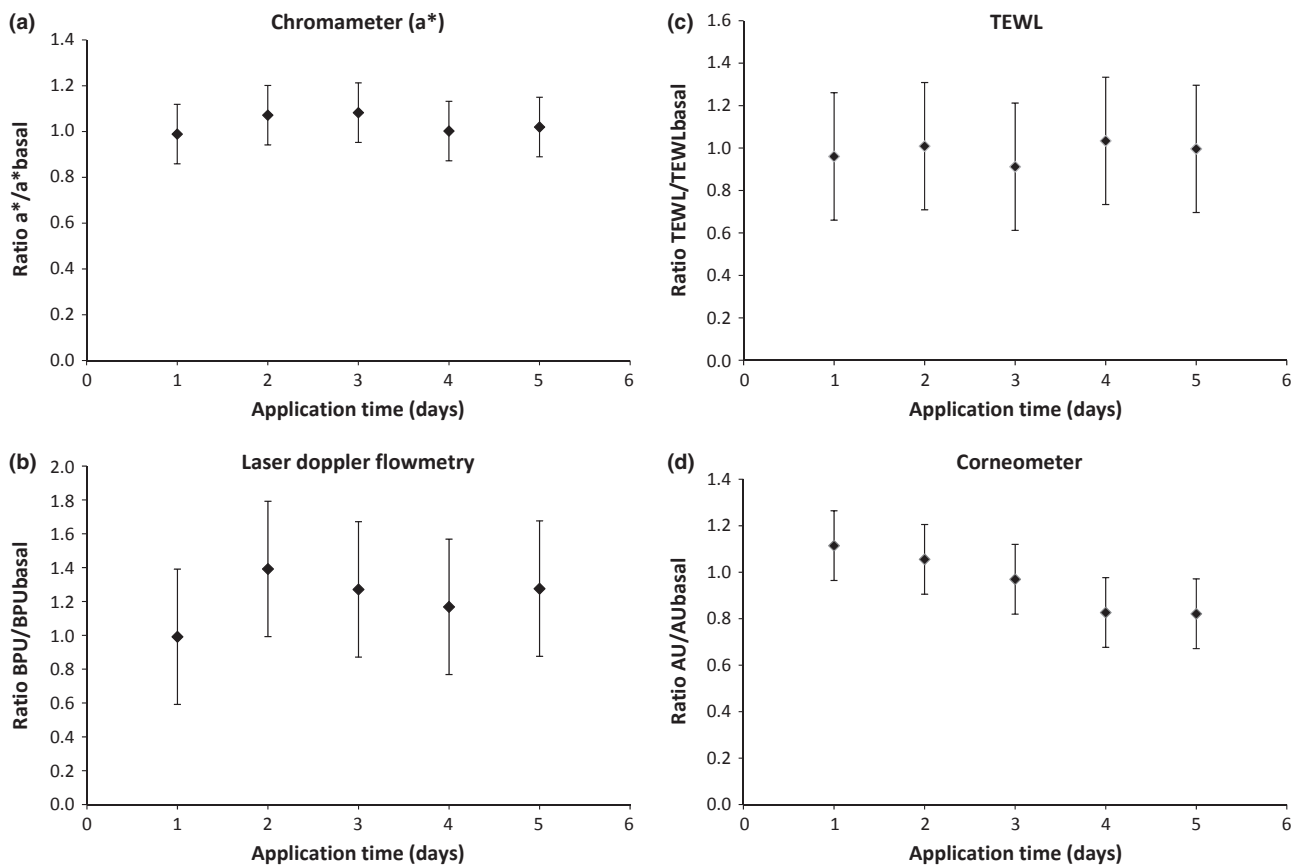 (a)
Chromameter (a*)
Ratio a*/a*basal
1.4
1.2
1.0
0.8
0.6
0.4
0.2
0.0
0 1 2 3 4 5 6
Application time (days)
(b)
Laser doppler flowmetry
Ratio BPU/BPUbasal
2.0
1.8
1.6
1.4
1.2
1.0
0.8
0.6
0.4
0.2
0.0
0 1 2 3 4 5 6
Application time (days)
(c)
TEWL
Ratio TEWL/TEWLbasal
1.6
1.4
1.2
1.0
0.8
0.6
0.4
0.2
0.0
0 1 2 3 4 5 6
Application time (days)
(d)
Corneometer
Ratio AU/AUbasal
1.4
1.2
1.0
0.8
0.6
0.4
0.2
0.0
0 1 2 3 4 5 6
Application time (days)